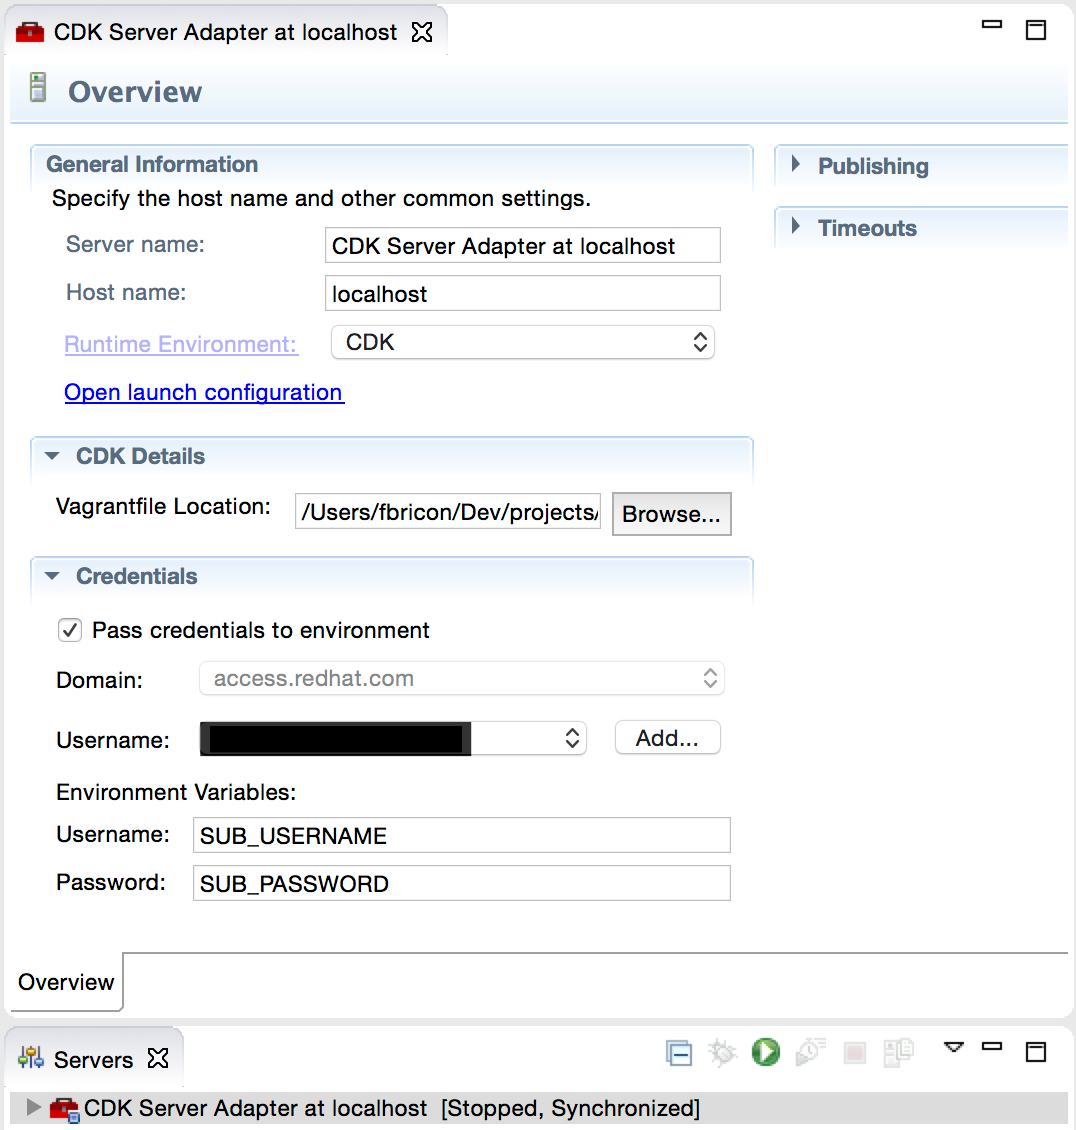 CDK Server Adapter at localhost
Overview
General Information
Specify the host name and other common settings.
Server name: CDK Server Adapter at localhost
Host name: localhost
Runtime Environment: CDK
Open launch configuration
CDK Details
Vagrantfile Location: /Users/fbricon/Dev/projects/ Browse...
Credentials
Pass credentials to environment
Domain: access.redhat.com
Username: Add...
Environment Variables:
Username: SUB_USERNAME
Password: SUB_PASSWORD
Publishing
Timeouts
Overview
Servers
CDK Server Adapter at localhost [Stopped, Synchronized]